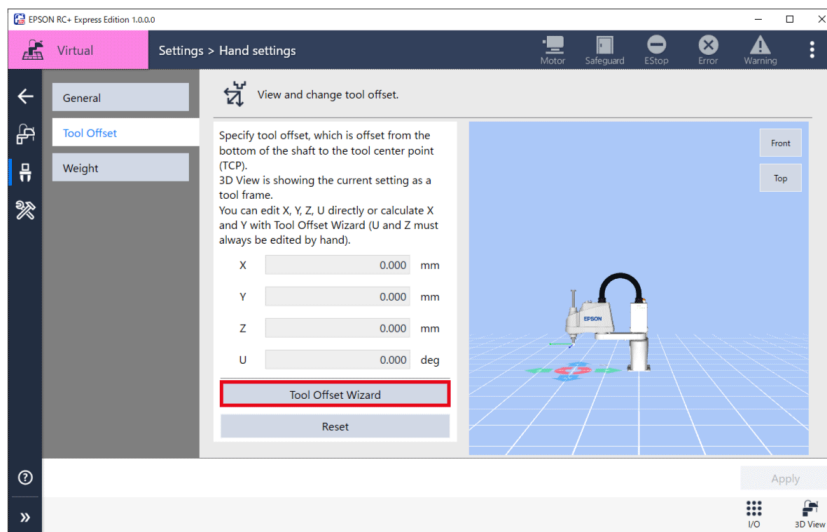 EPSON RC+ Express Edition 1.0.0.0
Virtual
Settings > Hand settings
Motor
Safeguard
EStop
Error
Warning
General
Tool Offset
Weight
View and change tool offset.
Specify tool offset, which is offset from the
bottom of the shaft to the tool center point
(TCP).
3D View is showing the current setting as a
tool frame.
You can edit X, Y, Z, U directly or calculate X
and Y with Tool Offset Wizard (U and Z must
always be edited by hand).
X 0.000 mm
Y 0.000 mm
Z 0.000 mm
U 0.000 deg
Tool Offset Wizard
Reset
Front
Top
EPSON
Apply
I/O
3D View